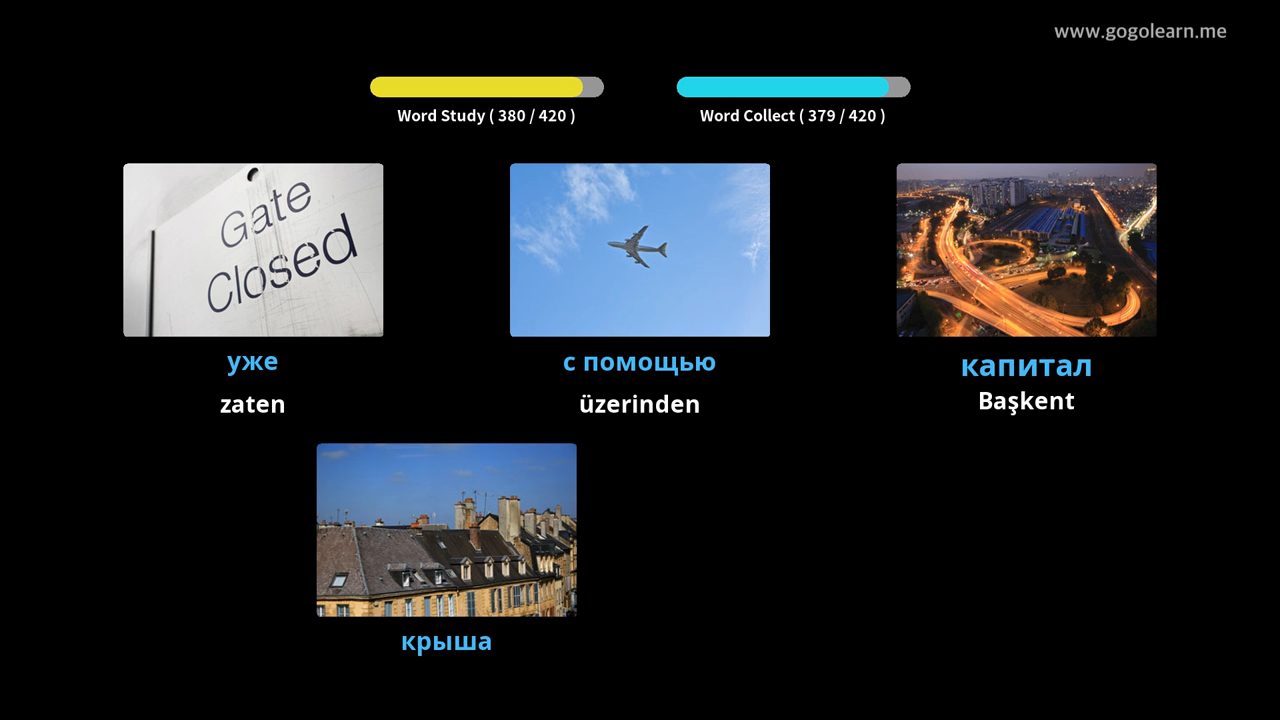 www.gogolearn.me
Word Study ( 380 / 420 )
Word Collect ( 379 / 420 )
Gate
Closed
уже
zaten
с помощью
üzerinden
капитал
Başkent
крыша